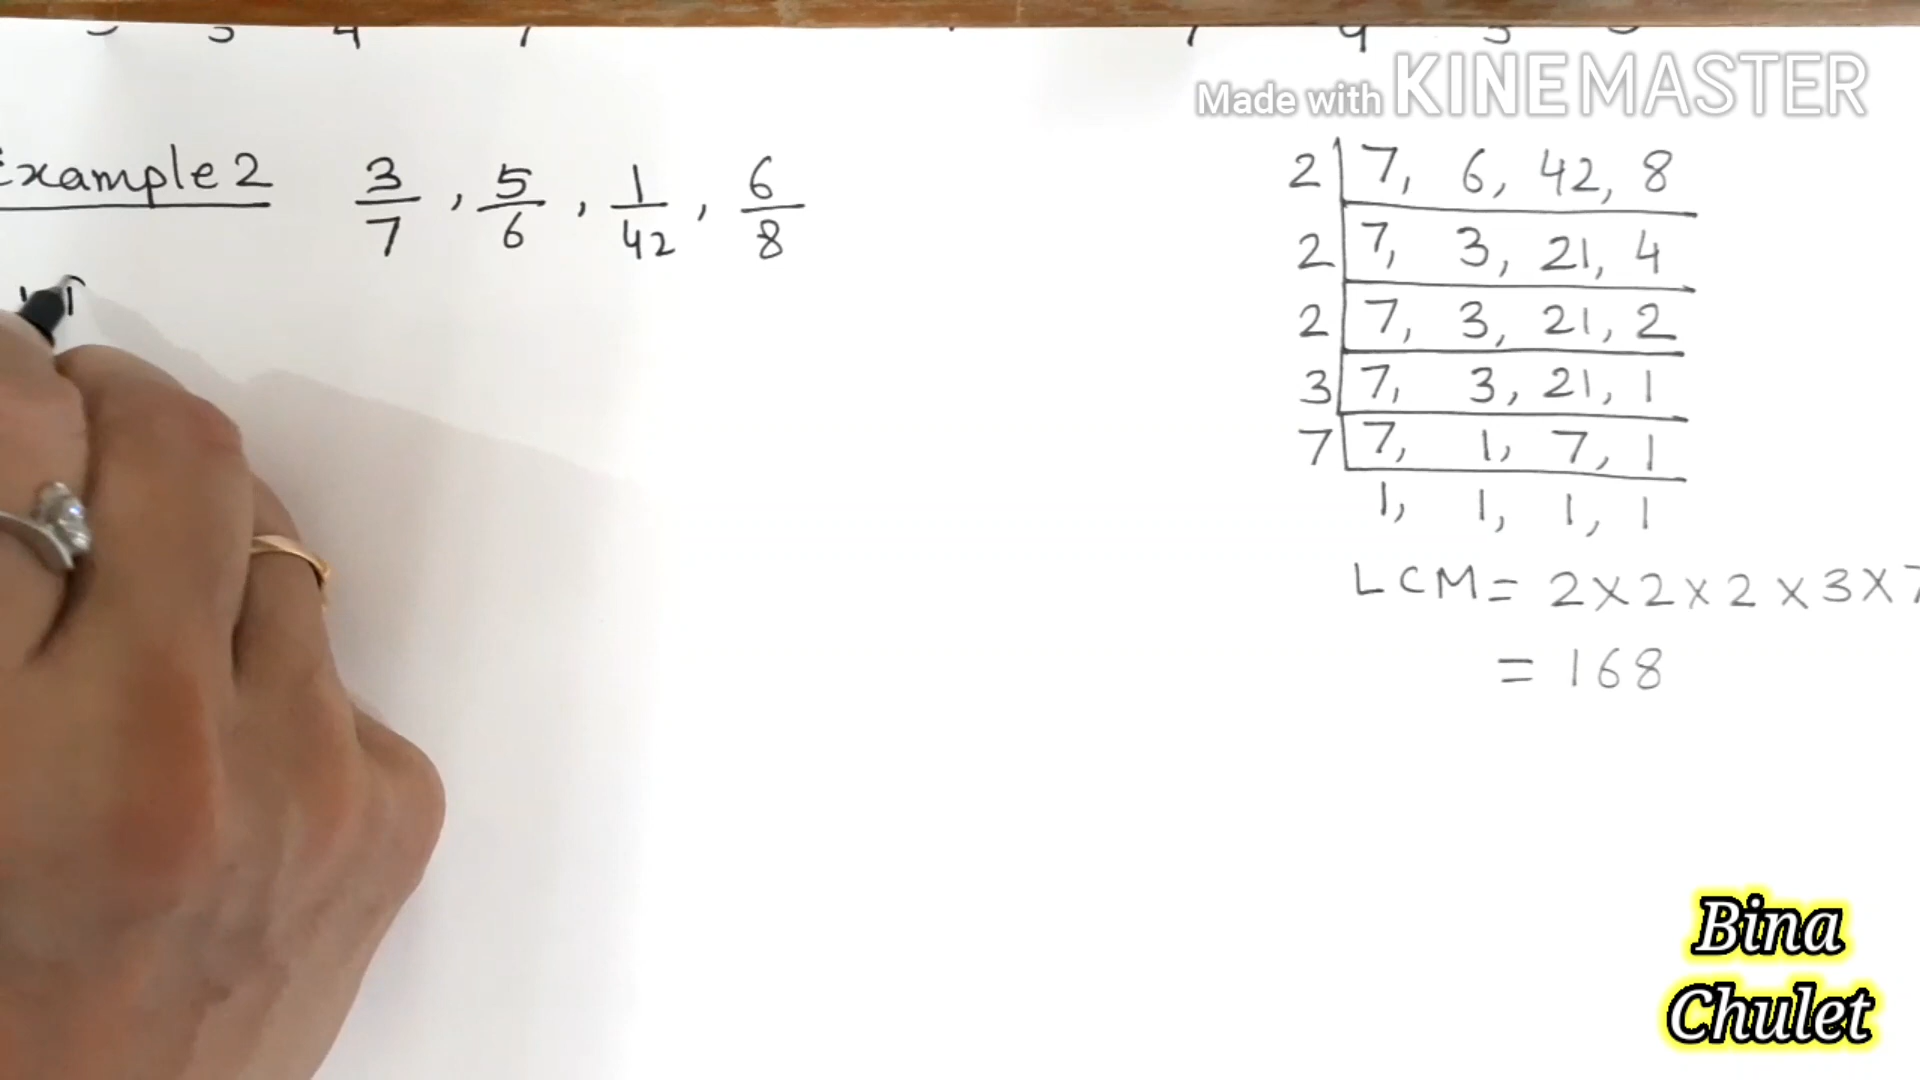 Made with KINEMASTER
Example 2 3/7, 5/6, 1/42, 6/8
2 | 7, 6, 42, 8
2 | 7, 3, 21, 4
2 | 7, 3, 21, 2
3 | 7, 3, 21, 1
7 | 7, 1, 7, 1
1, 1, 1, 1
LCM = 2×2×2×3×7
= 168
Bina
Chulet